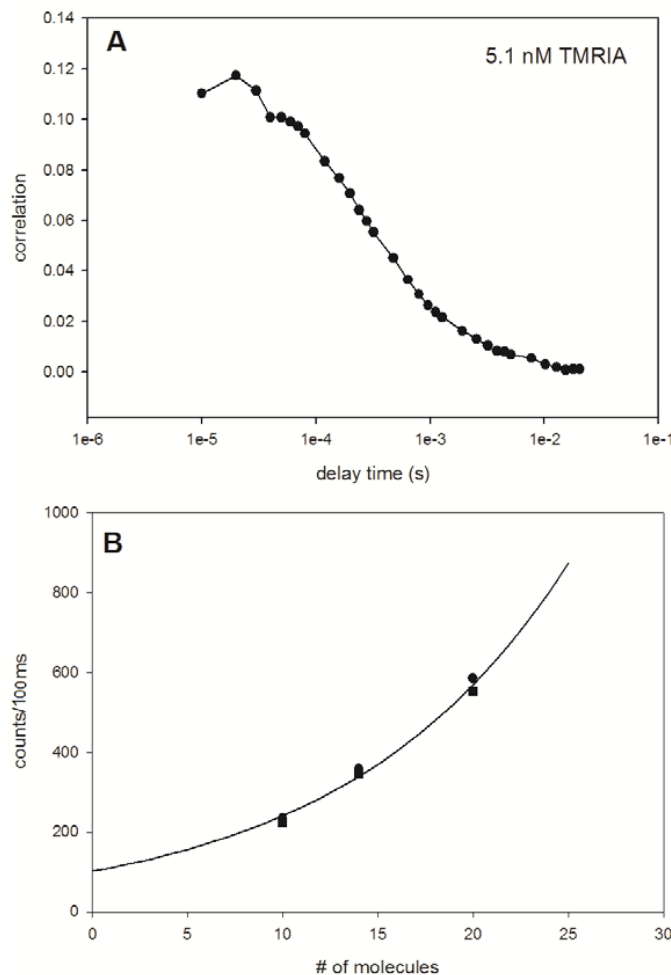 A
5.1 nM TMRIA
0.14
0.12
0.10
0.08
0.06
0.04
0.02
0.00
correlation
1e-6 1e-5 1e-4 1e-3 1e-2 1e-1
delay time (s)
B
1000
800
600
400
200
0
counts/100ms
0 5 10 15 20 25 30
# of molecules